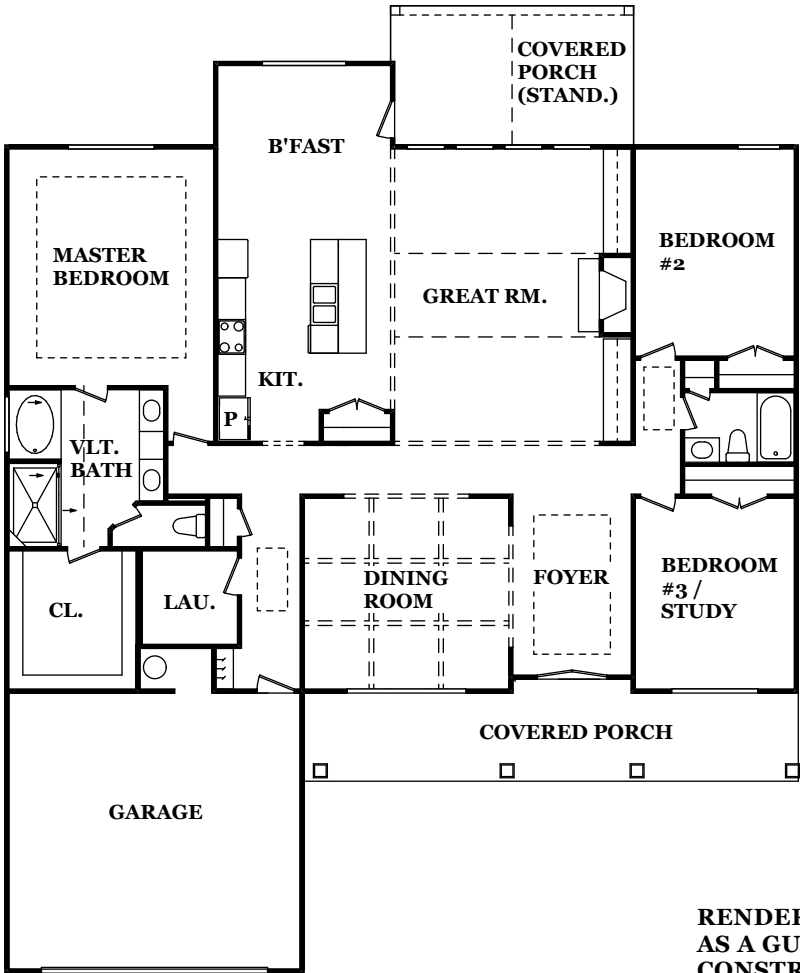 COVERED
PORCH
(STAND.)
B'FAST
MASTER
BEDROOM
BEDROOM
#2
GREAT RM.
KIT.
P
VLT.
BATH
CL.
LAU.
DINING
ROOM
FOYER
BEDROOM
#3 /
STUDY
COVERED PORCH
GARAGE
AS A